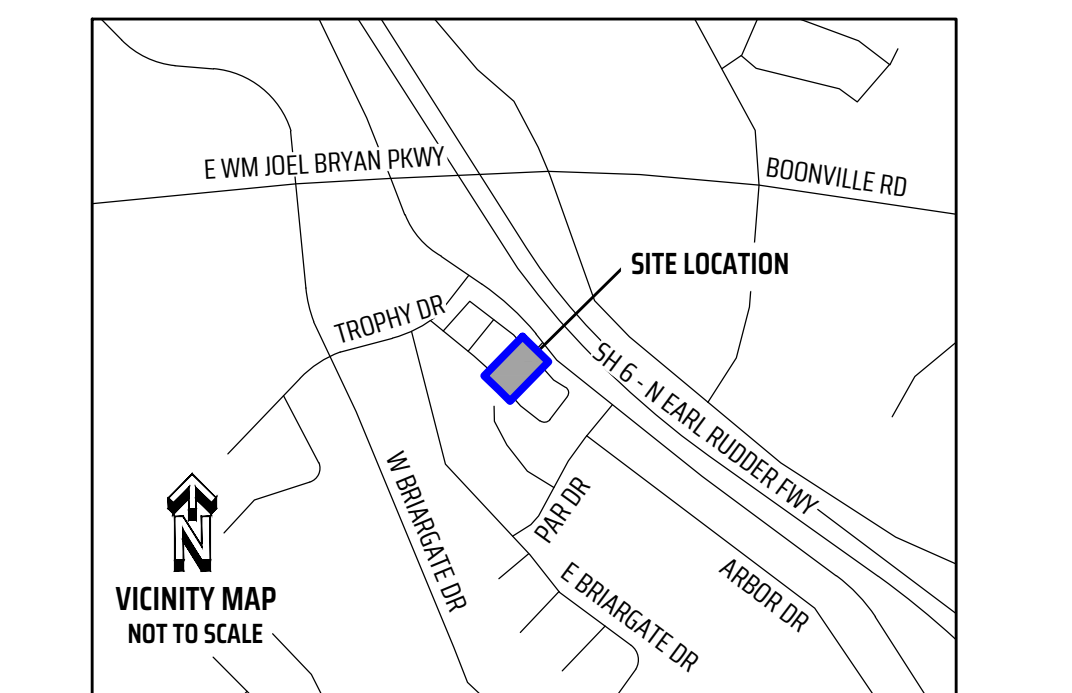 E WM JOEL BRYAN PKWY
BOONVILLE RD
SITE LOCATION
TROPHY DR
SH 6 - N EARL RUDDER FWY
W BRIARGATE DR
PAR DR
N
ARBOR DR
E BRIARGATE DR
VICINITY MAP
NOT TO SCALE